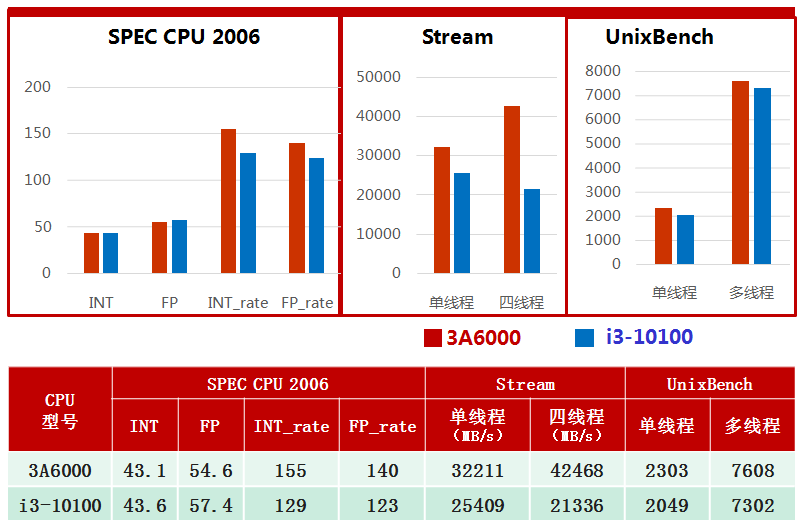 SPEC CPU 2006
200
150
100
50
0
INT FP INT_rate FP_rate
Stream
50000
40000
30000
20000
10000
0
单线程 四线程
UnixBench
8000
7000
6000
5000
4000
3000
2000
1000
0
单线程 多线程
3A6000 i3-10100
CPU
型号
SPEC CPU 2006 Stream UnixBench
INT FP INT_rate FP_rate 单线程 (MB/s) 四线程 (MB/s) 单线程 多线程
3A6000 43.1 54.6 155 140 32211 42468 2303 7608
i3-10100 43.6 57.4 129 123 25409 21336 2049 7302